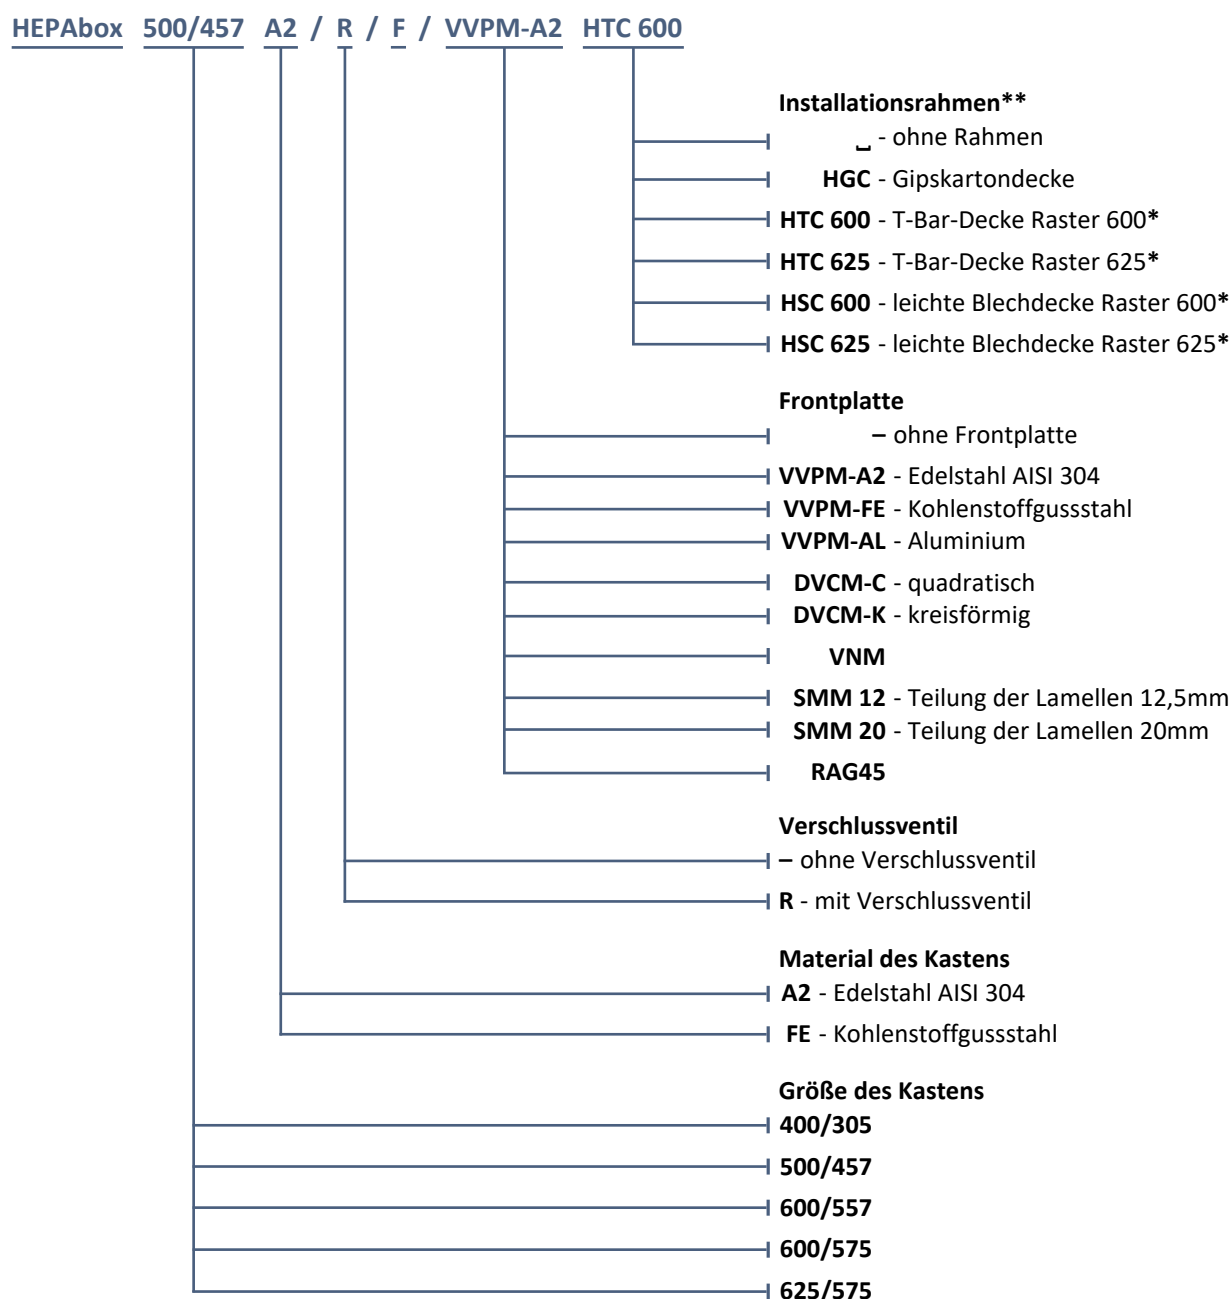 HEPAbox 500/457 A2 / R / F / VVPM-A2 HTC 600
Installationsrahmen**
⎵ - ohne Rahmen
HGC - Gipskartondecke
HTC 600 - T-Bar-Decke Raster 600*
HTC 625 - T-Bar-Decke Raster 625*
HSC 600 - leichte Blechdecke Raster 600*
HSC 625 - leichte Blechdecke Raster 625*
Frontplatte
– ohne Frontplatte
VVPM-A2 - Edelstahl AISI 304
VVPM-FE - Kohlenstoffgussstahl
VVPM-AL - Aluminium
DVCM-C - quadratisch
DVCM-K - kreisförmig
VNM
SMM 12 - Teilung der Lamellen 12,5mm
SMM 20 - Teilung der Lamellen 20mm
RAG45
Verschlussventil
– ohne Verschlussventil
R - mit Verschlussventil
Material des Kastens
A2 - Edelstahl AISI 304
FE - Kohlenstoffgussstahl
Größe des Kastens
400/305
500/457
600/557
600/575
625/575